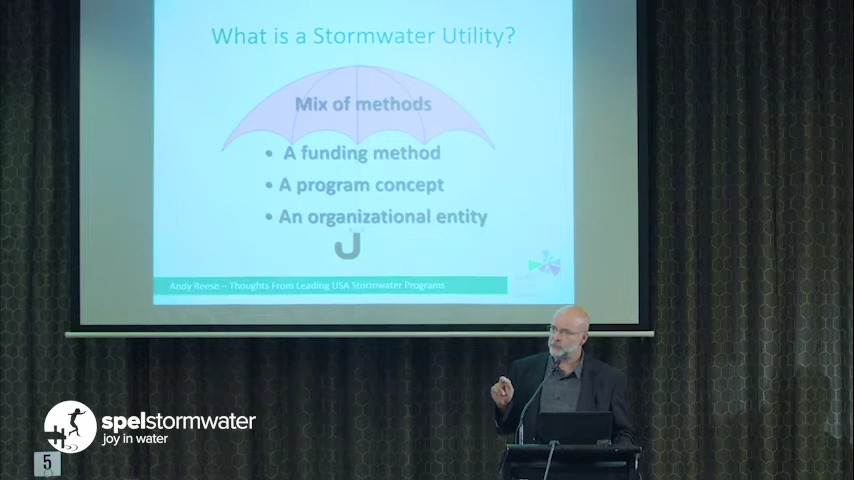 What is a Stormwater Utility?
Mix of methods
• A funding method
• A program concept
• An organizational entity
Andy Reese – Thoughts From Leading USA Stormwater Programs
spelstormwater
joy in water
5